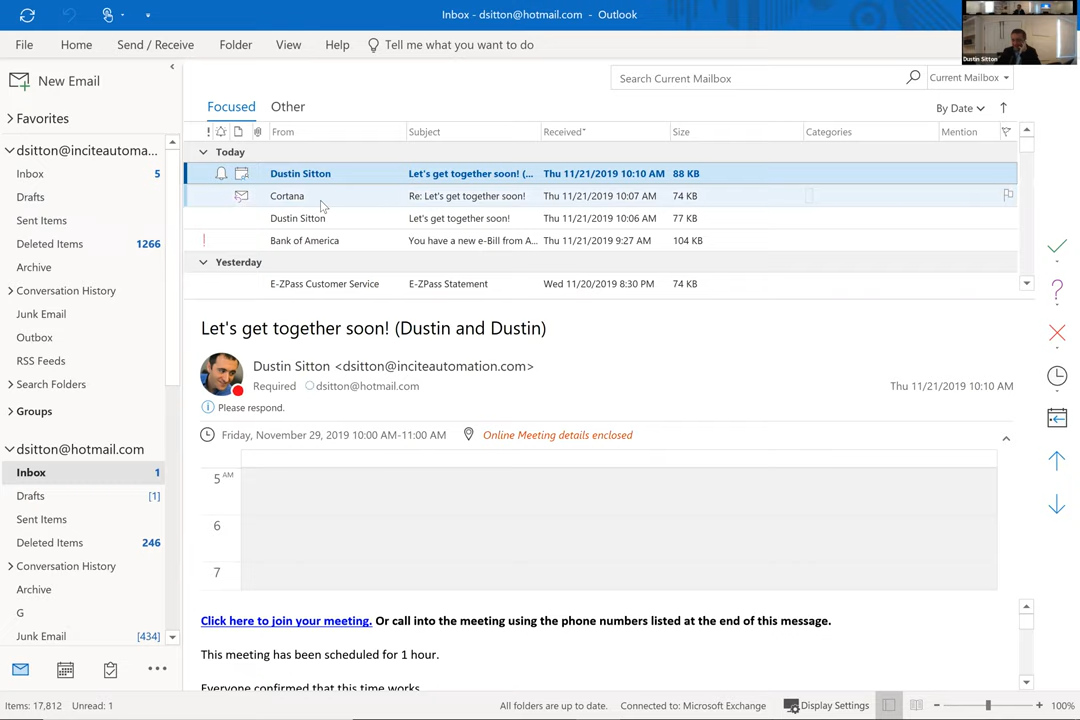 Inbox - dsitton@hotmail.com - Outlook
Dustin Sitton
File Home Send / Receive Folder View Help Tell me what you want to do
New Email
Search Current Mailbox Current Mailbox
Focused Other
By Date
! From Subject Received Size Categories Mention
Today
Dustin Sitton Let's get together soon! (... Thu 11/21/2019 10:10 AM 88 KB
Cortana Re: Let's get together soon! Thu 11/21/2019 10:07 AM 74 KB
Dustin Sitton Let's get together soon! Thu 11/21/2019 10:06 AM 77 KB
! Bank of America You have a new e-Bill from A... Thu 11/21/2019 9:27 AM 104 KB
Yesterday
E-ZPass Customer Service E-ZPass Statement Wed 11/20/2019 8:30 PM 74 KB
Favorites
dsitton@inciteautoma...
Inbox 5
Drafts
Sent Items
Deleted Items 1266
Archive
Conversation History
Junk Email
Outbox
RSS Feeds
Search Folders
Groups
dsitton@hotmail.com
Inbox 1
Drafts [1]
Sent Items
Deleted Items 246
Conversation History
Archive
G
Junk Email [434]
Let's get together soon! (Dustin and Dustin)
Dustin Sitton <dsitton@inciteautomation.com>
Required dsitton@hotmail.com
Thu 11/21/2019 10:10 AM
Please respond.
Friday, November 29, 2019 10:00 AM-11:00 AM Online Meeting details enclosed
5 AM
6
7
Click here to join your meeting. Or call into the meeting using the phone numbers listed at the end of this message.
This meeting has been scheduled for 1 hour.
Everyone confirmed that this time works
Items: 17,812 Unread: 1 All folders are up to date. Connected to: Microsoft Exchange Display Settings 100%